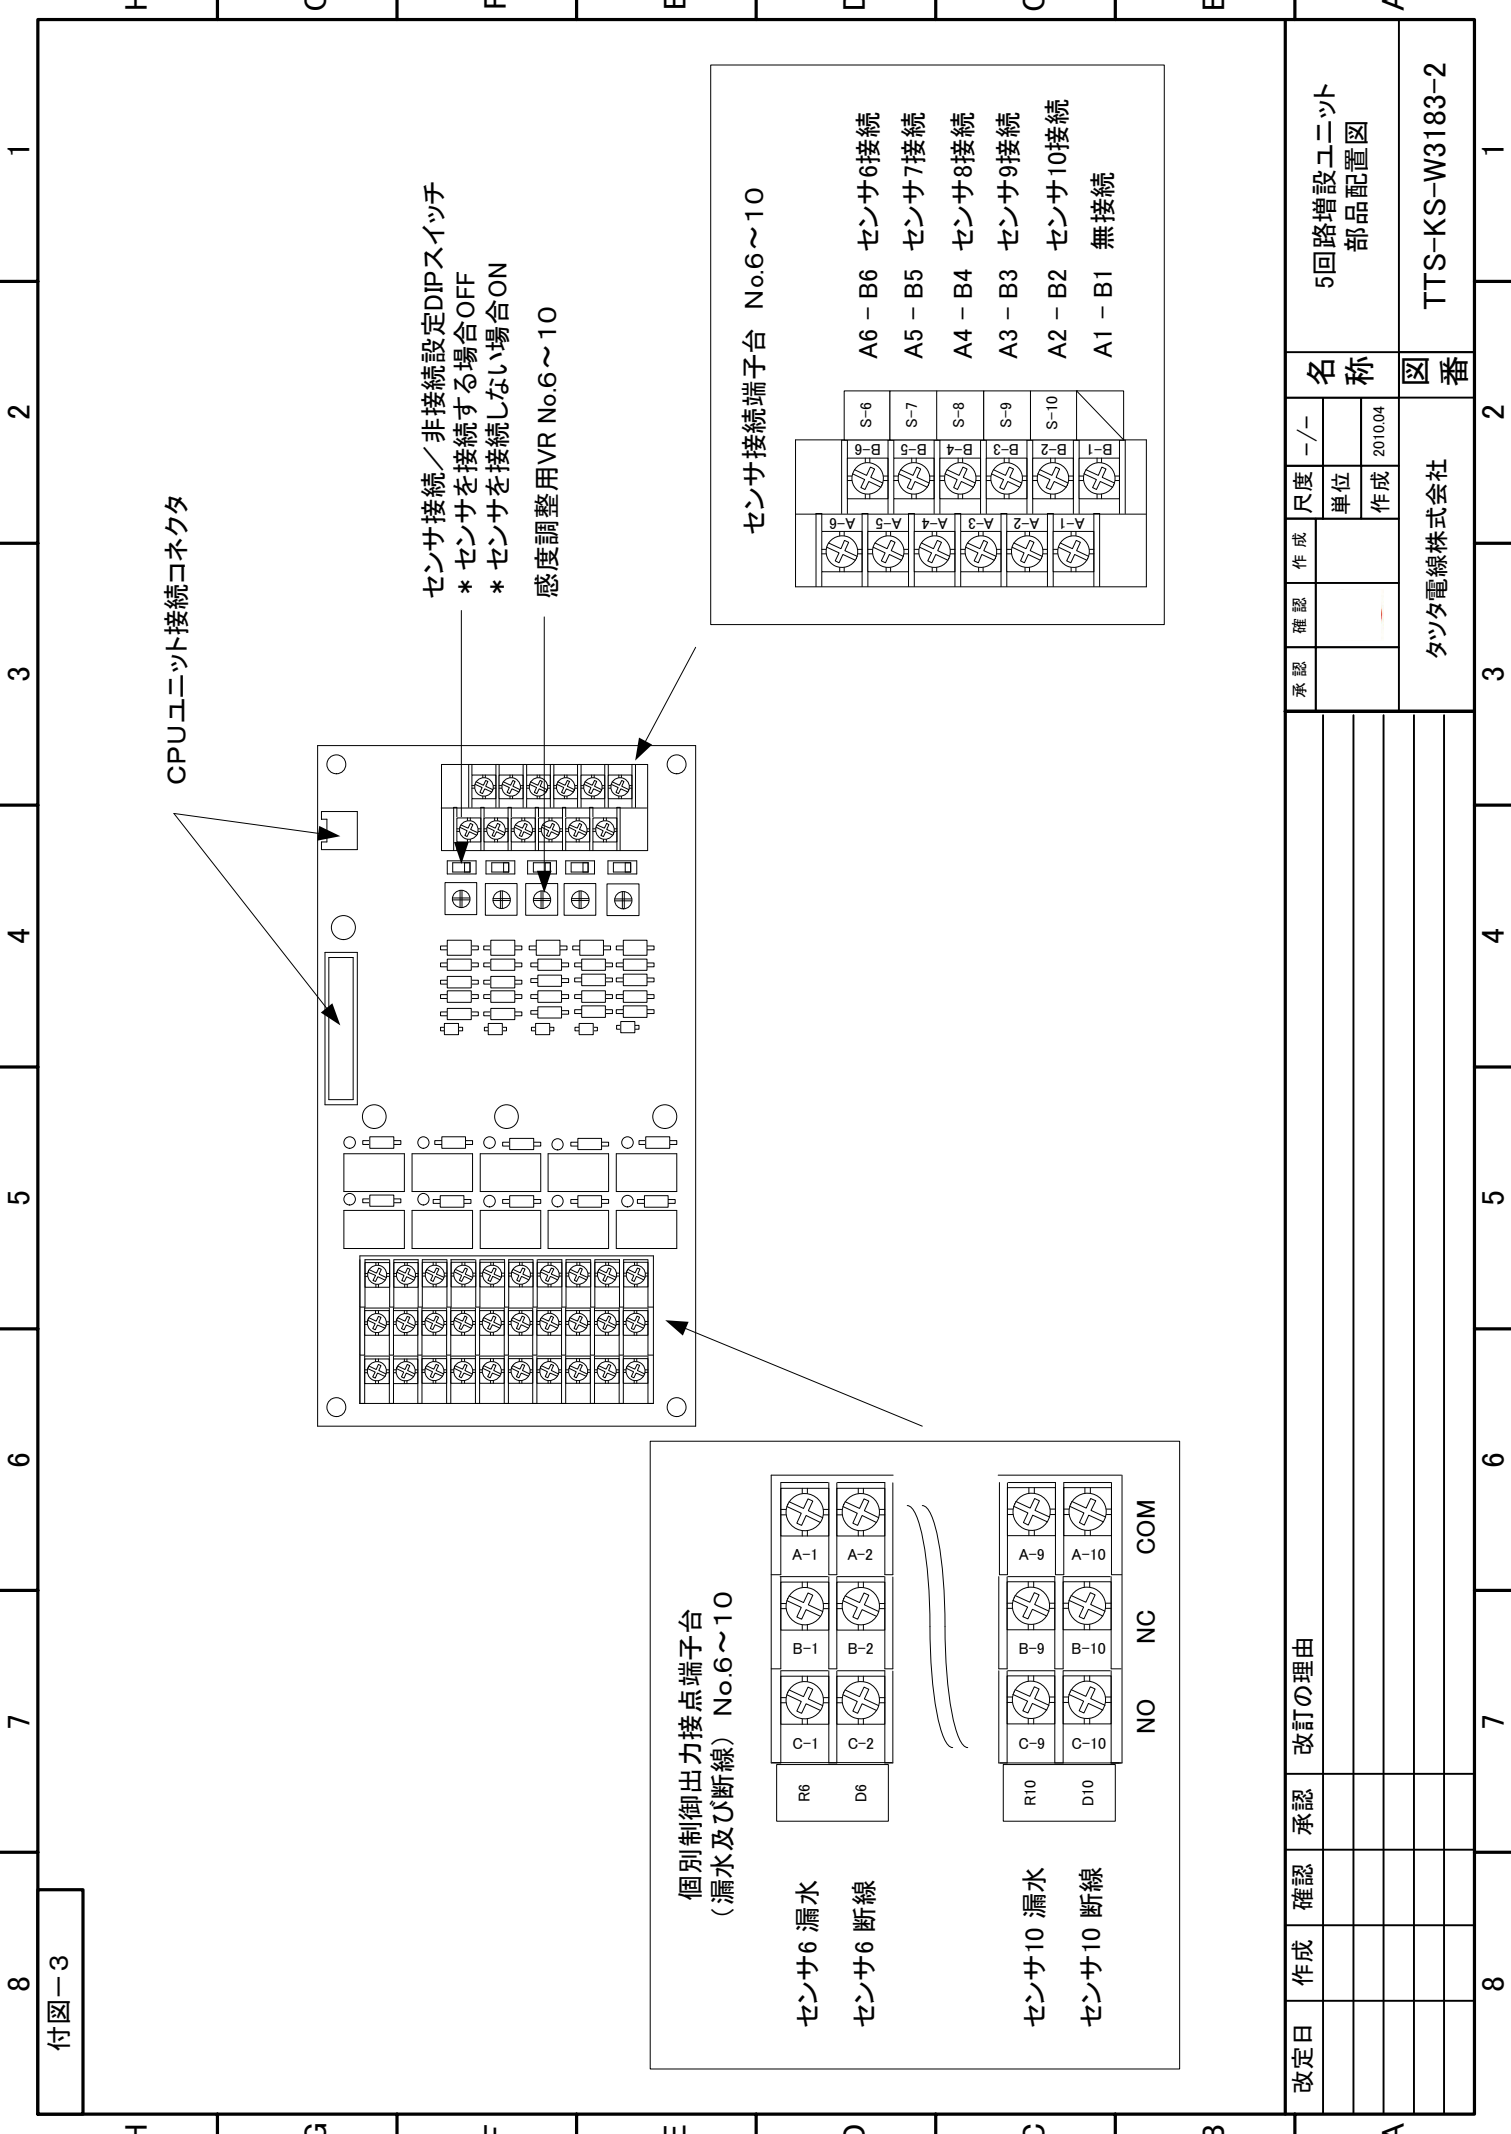 付図－３
CPUユニット接続コネクタ
センサ接続／非接続設定DIPスイッチ
* センサを接続する場合OFF
* センサを接続しない場合ON
感度調整用VR No.6～10
センサ接続端子台 No.6～10
A-6 B-6 S-6 A6 － B6 センサ6接続
A-5 B-5 S-7 A5 － B5 センサ7接続
A-4 B-4 S-8 A4 － B4 センサ8接続
A-3 B-3 S-9 A3 － B3 センサ9接続
A-2 B-2 S-10 A2 － B2 センサ10接続
A-1 B-1 A1 － B1 無接続
個別制御出力接点端子台
（漏水及び断線） No.6～10
センサ6 漏水 R6 C-1 B-1 A-1
センサ6 断線 D6 C-2 B-2 A-2
センサ10 漏水 R10 C-9 B-9 A-9
センサ10 断線 D10 C-10 B-10 A-10
NO NC COM
改定日 作成 確認 承認 改訂の理由
承認 確認 作成
尺度 -/-
単位
作成 2010.04
タツタ電線株式会社
名称
5回路増設ユニット
部品配置図
図番
TTS-KS-W3183-2
8 7 6 5 4 3 2 1
8 7 6 5 4 3 2 1